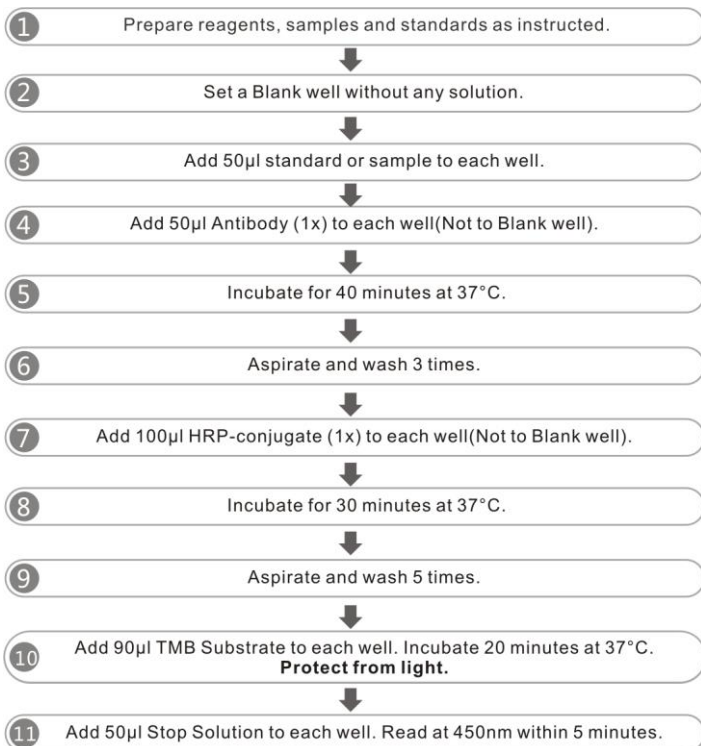 1 Prepare reagents, samples and standards as instructed.
2 Set a Blank well without any solution.
3 Add 50µl standard or sample to each well.
4 Add 50µl Antibody (1x) to each well(Not to Blank well).
5 Incubate for 40 minutes at 37°C.
6 Aspirate and wash 3 times.
7 Add 100µl HRP-conjugate (1x) to each well(Not to Blank well).
8 Incubate for 30 minutes at 37°C.
9 Aspirate and wash 5 times.
10 Add 90µl TMB Substrate to each well. Incubate 20 minutes at 37°C.
Protect from light.
11 Add 50µl Stop Solution to each well. Read at 450nm within 5 minutes.